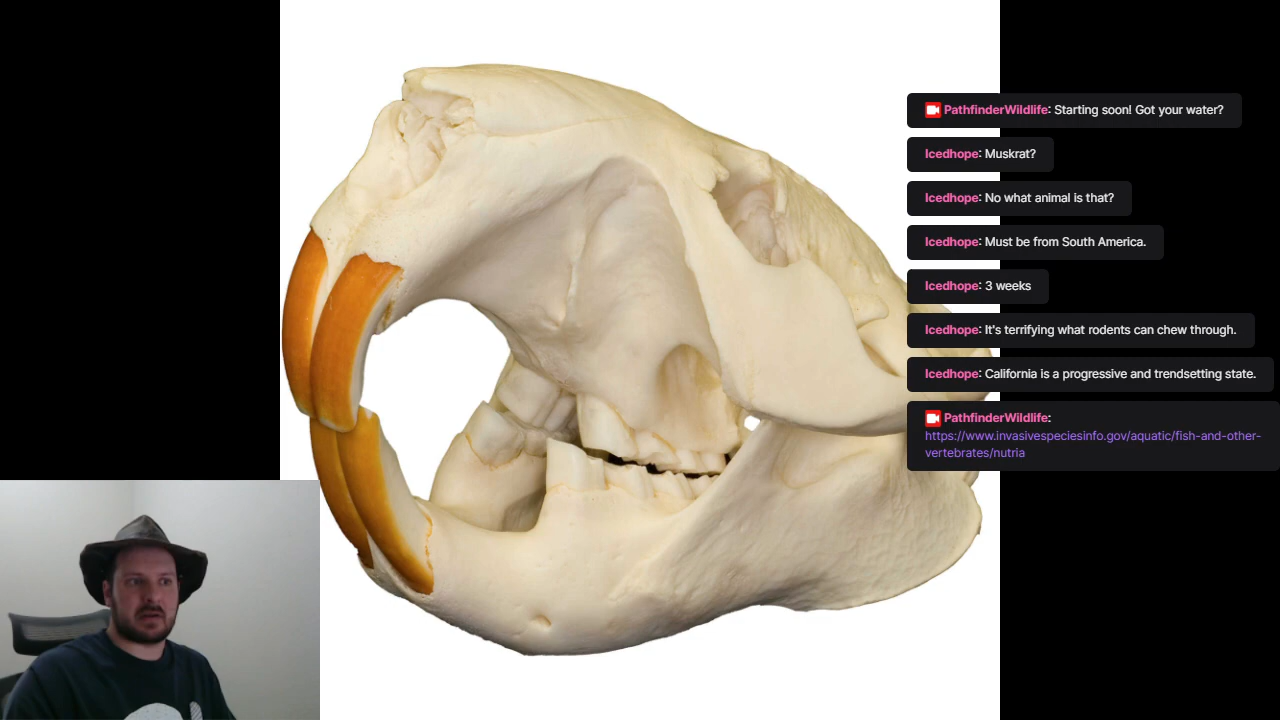 PathfinderWildlife: Starting soon! Got your water?
Icedhope: Muskrat?
Icedhope: No what animal is that?
Icedhope: Must be from South America.
Icedhope: 3 weeks
Icedhope: It's terrifying what rodents can chew through.
Icedhope: California is a progressive and trendsetting state.
PathfinderWildlife:
https://www.invasivespeciesinfo.gov/aquatic/fish-and-other-
vertebrates/nutria